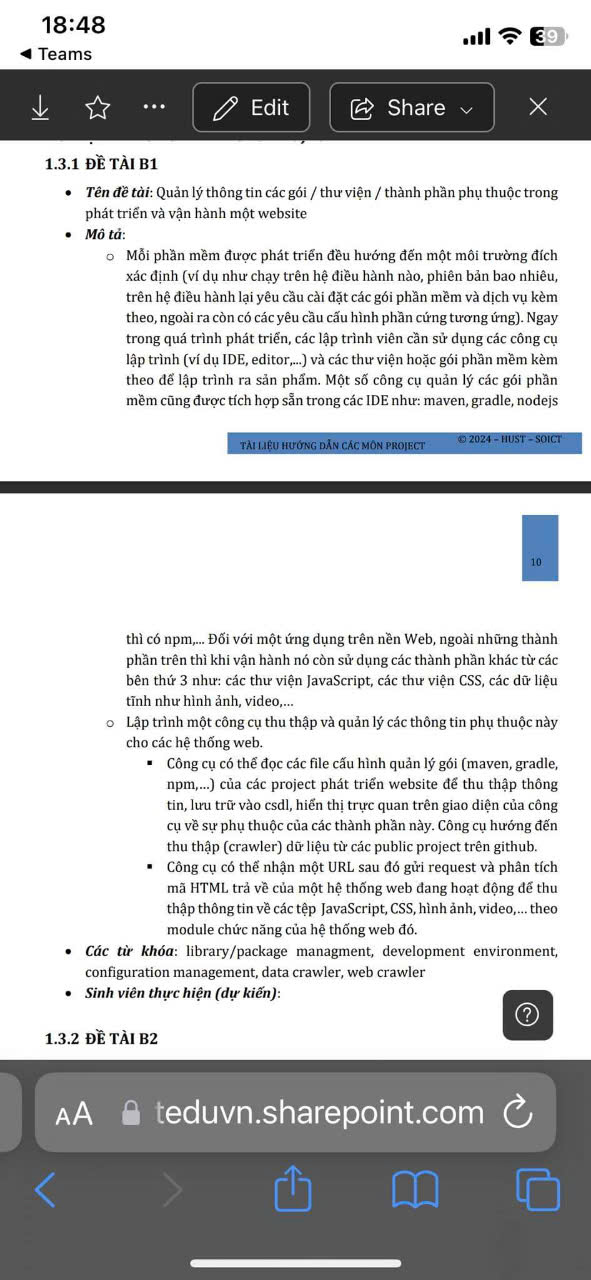 18:48
39
◀ Teams
Edit
Share
1.3.1 ĐỀ TÀI B1
• Tên đề tài: Quản lý thông tin các gói / thư viện / thành phần phụ thuộc trong
phát triển và vận hành một website
• Mô tả:
o Mỗi phần mềm được phát triển đều hướng đến một môi trường đích
xác định (ví dụ như chạy trên hệ điều hành nào, phiên bản bao nhiêu,
trên hệ điều hành lại yêu cầu cài đặt các gói phần mềm và dịch vụ kèm
theo, ngoài ra còn có các yêu cầu cấu hình phần cứng tương ứng). Ngay
trong quá trình phát triển, các lập trình viên cần sử dụng các công cụ
lập trình (ví dụ IDE, editor,...) và các thư viện hoặc gói phần mềm kèm
theo để lập trình ra sản phẩm. Một số công cụ quản lý các gói phần
mềm cũng được tích hợp sẵn trong các IDE như: maven, gradle, nodejs
TÀI LIỆU HƯỚNG DẪN CÁC MÔN PROJECT
© 2024 – HUST – SOICT
10
thì có npm,... Đối với một ứng dụng trên nền Web, ngoài những thành
phần trên thì khi vận hành nó còn sử dụng các thành phần khác từ các
bên thứ 3 như: các thư viện JavaScript, các thư viện CSS, các dữ liệu
tĩnh như hình ảnh, video,...
o Lập trình một công cụ thu thập và quản lý các thông tin phụ thuộc này
cho các hệ thống web.
▪ Công cụ có thể đọc các file cấu hình quản lý gói (maven, gradle,
npm,...) của các project phát triển website để thu thập thông
tin, lưu trữ vào csdl, hiển thị trực quan trên giao diện của công
cụ về sự phụ thuộc của các thành phần này. Công cụ hướng đến
thu thập (crawler) dữ liệu từ các public project trên github.
▪ Công cụ có thể nhận một URL sau đó gửi request và phân tích
mã HTML trả về của một hệ thống web đang hoạt động để thu
thập thông tin về các tệp JavaScript, CSS, hình ảnh, video,... theo
module chức năng của hệ thống web đó.
• Các từ khóa: library/package managment, development environment,
configuration management, data crawler, web crawler
• Sinh viên thực hiện (dự kiến):
1.3.2 ĐỀ TÀI B2
AA teduvn.sharepoint.com